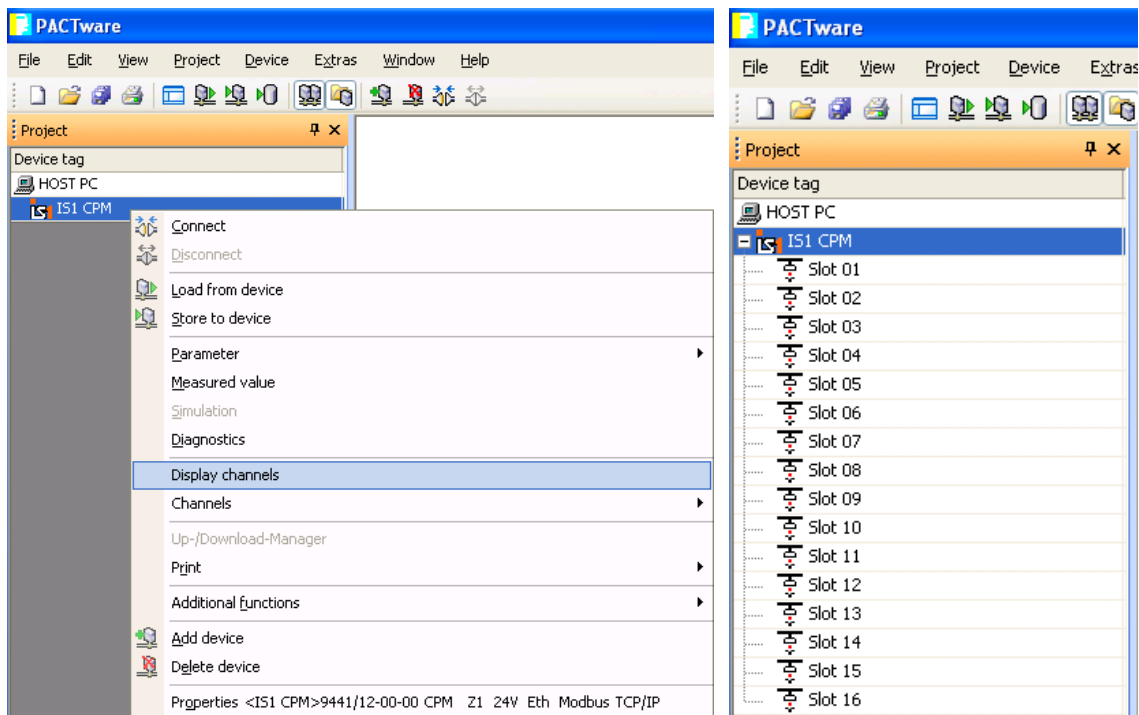 PACTware
File Edit View Project Device Extras Window Help
Project
Device tag
HOST PC
IS1 CPM
Connect
Disconnect
Load from device
Store to device
Parameter
Measured value
Simulation
Diagnostics
Display channels
Channels
Up-/Download-Manager
Print
Additional functions
Add device
Delete device
Properties <IS1 CPM>9441/12-00-00 CPM Z1 24V Eth Modbus TCP/IP
PACTware
File Edit View Project Device Extras
Project
Device tag
HOST PC
IS1 CPM
Slot 01
Slot 02
Slot 03
Slot 04
Slot 05
Slot 06
Slot 07
Slot 08
Slot 09
Slot 10
Slot 11
Slot 12
Slot 13
Slot 14
Slot 15
Slot 16